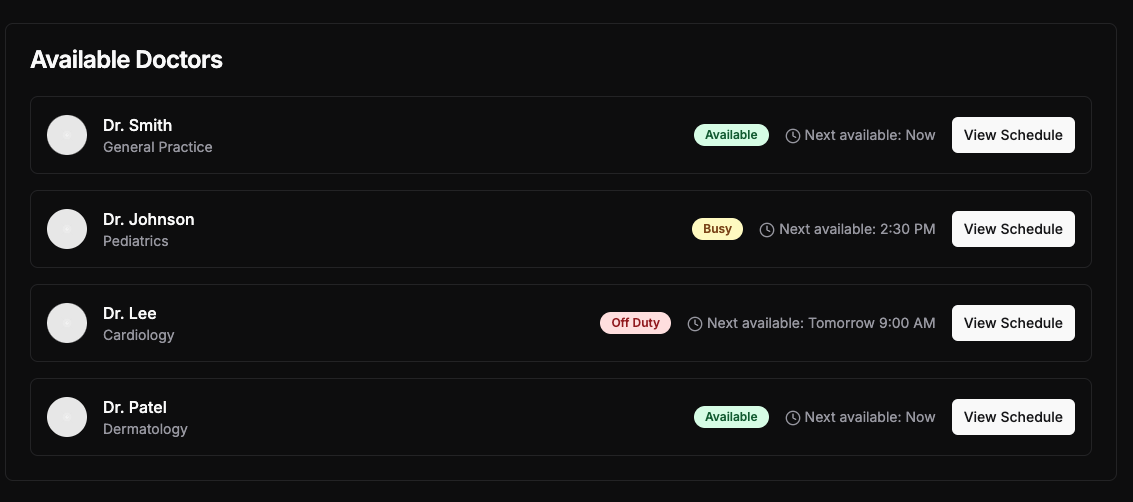 Available Doctors
Dr. Smith
General Practice
Available
Next available: Now
View Schedule
Dr. Johnson
Pediatrics
Busy
Next available: 2:30 PM
View Schedule
Dr. Lee
Cardiology
Off Duty
Next available: Tomorrow 9:00 AM
View Schedule
Dr. Patel
Dermatology
Available
Next available: Now
View Schedule